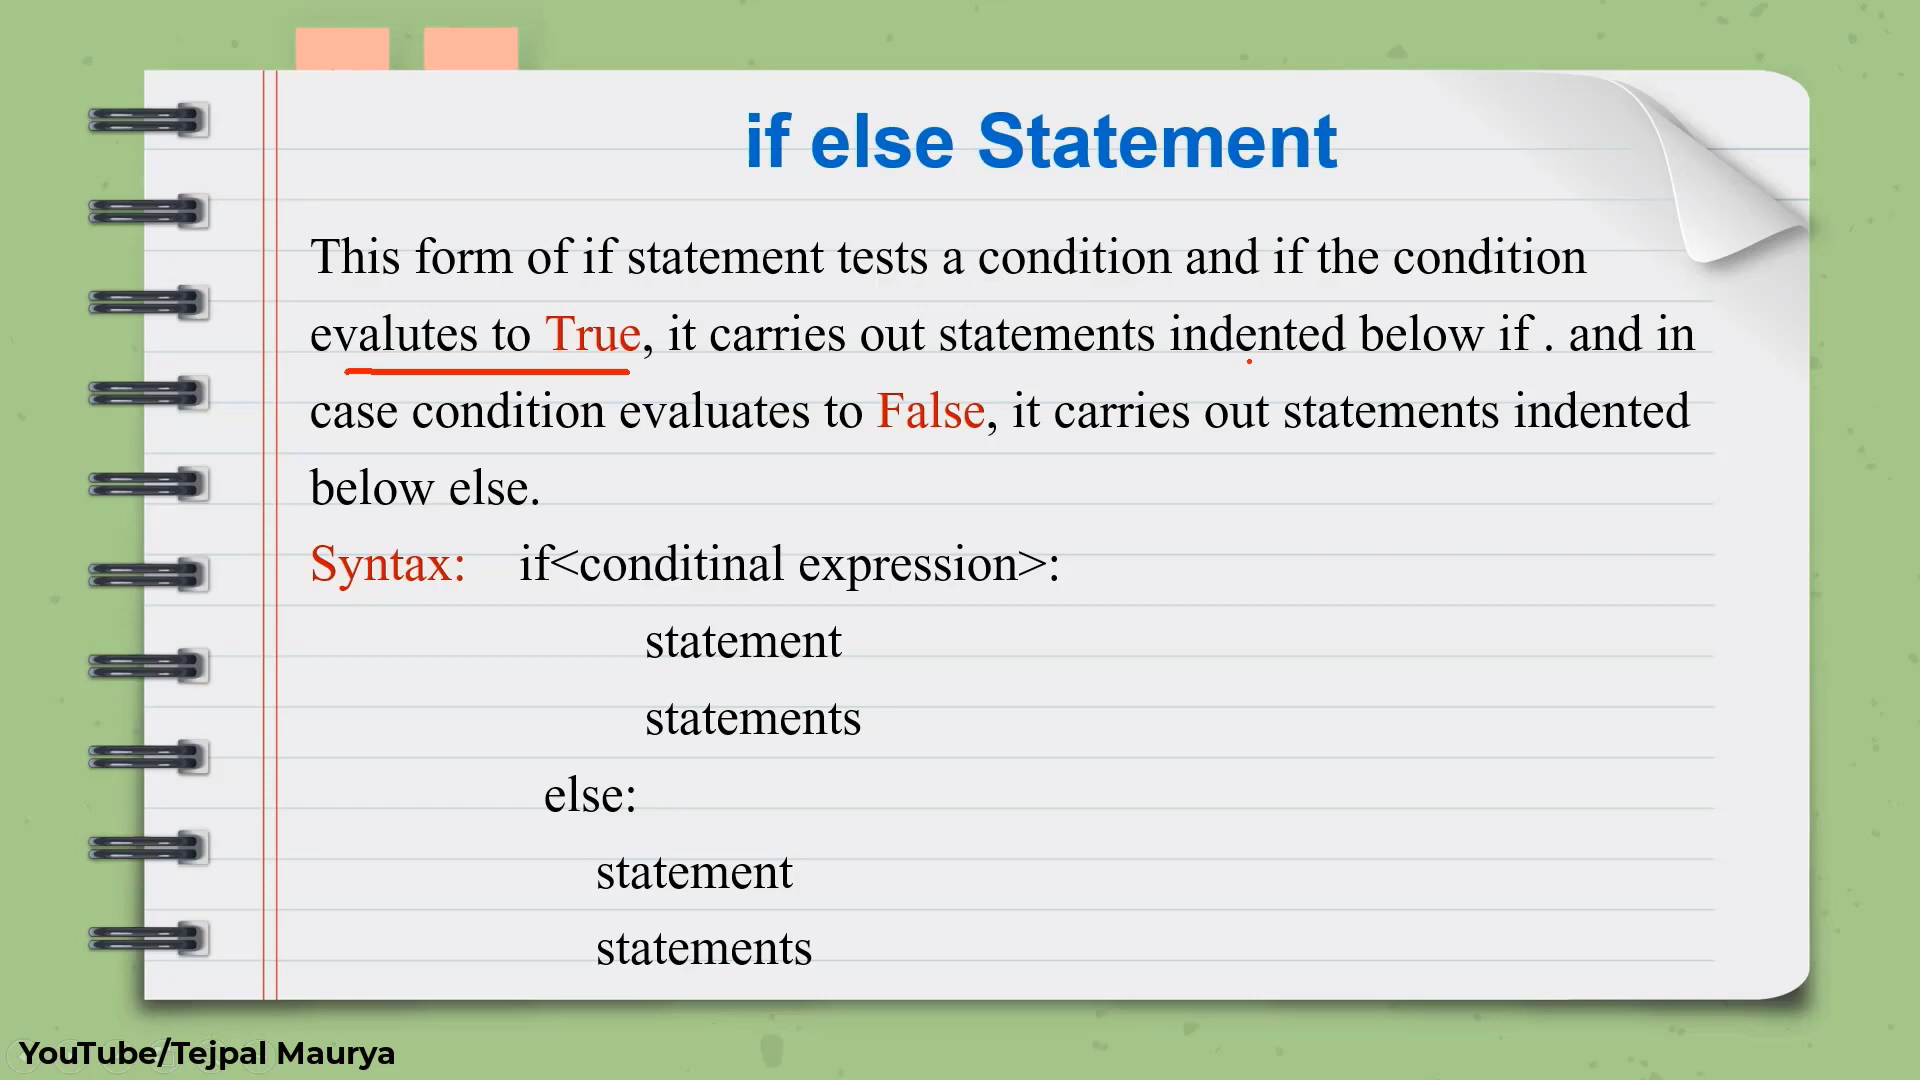 if else Statement
This form of if statement tests a condition and if the condition
evalutes to True, it carries out statements indented below if . and in
case condition evaluates to False, it carries out statements indented
below else.
Syntax: if<conditinal expression>:
statement
statements
else:
statement
statements
YouTube/Tejpal Maurya